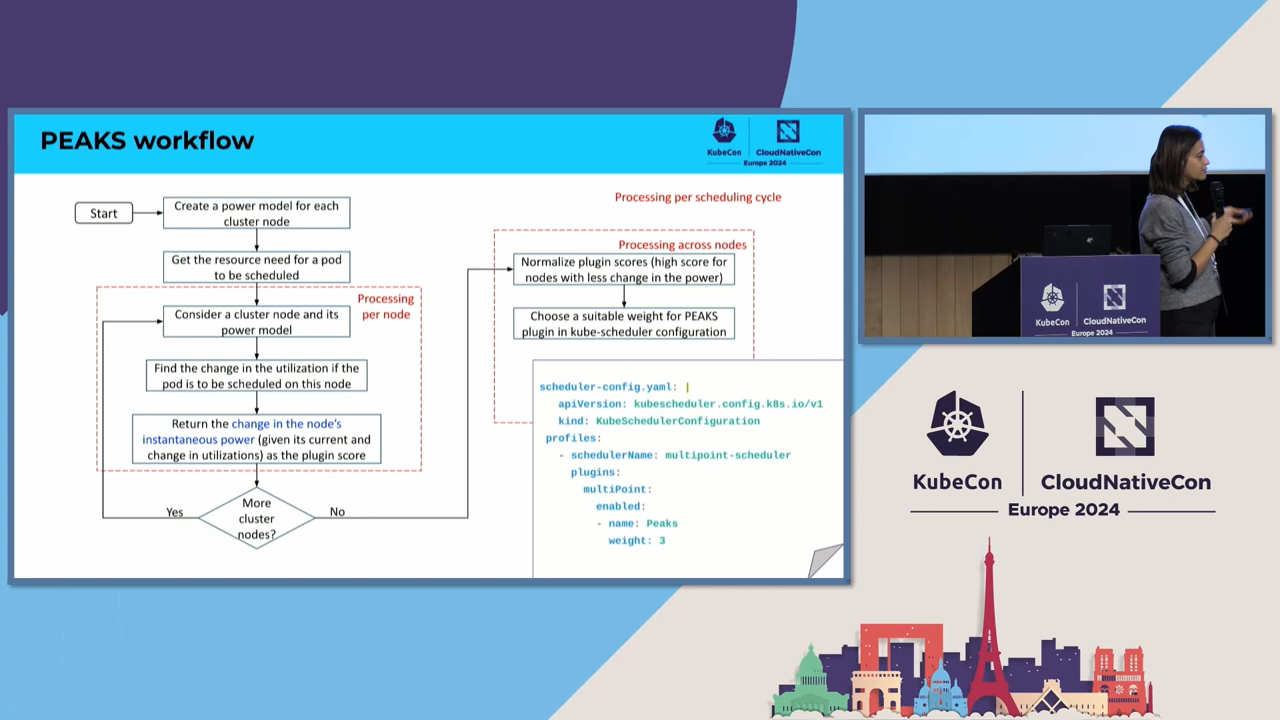 PEAKS workflow
KubeCon
CloudNativeCon
Europe 2024
Start
Create a power model for each
cluster node
Get the resource need for a pod
to be scheduled
Processing
per node
Consider a cluster node and its
power model
Find the change in the utilization if the
pod is to be scheduled on this node
Return the change in the node's
instantaneous power (given its current and
change in utilizations) as the plugin score
More
cluster
nodes?
Yes
No
Processing per scheduling cycle
Processing across nodes
Normalize plugin scores (high score for
nodes with less change in the power)
Choose a suitable weight for PEAKS
plugin in kube-scheduler configuration
scheduler-config.yaml: |
apiVersion: kubescheduler.config.k8s.io/v1
kind: KubeSchedulerConfiguration
profiles:
- schedulerName: multipoint-scheduler
plugins:
multiPoint:
enabled:
- name: Peaks
weight: 3
KubeCon
CloudNativeCon
Europe 2024
KubeCon
CloudNativeCon
Europe 2024